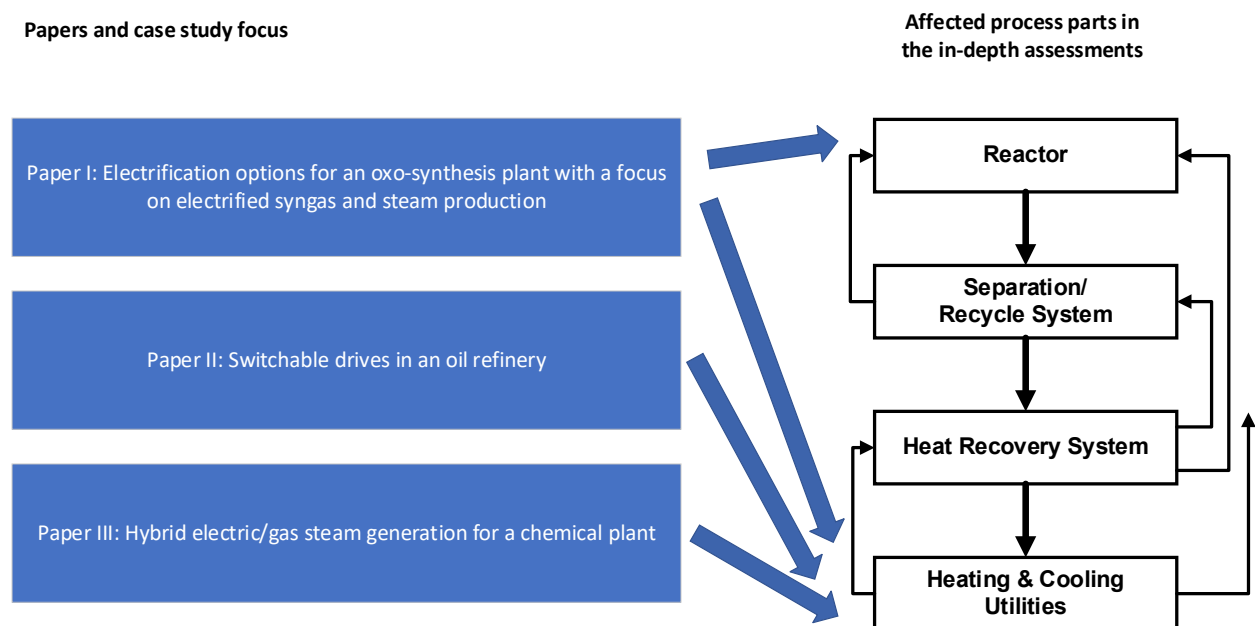 Papers and case study focus
Affected process parts in
the in-depth assessments
Paper I: Electrification options for an oxo-synthesis plant with a focus
on electrified syngas and steam production
Paper II: Switchable drives in an oil refinery
Paper III: Hybrid electric/gas steam generation for a chemical plant
Reactor
Separation/
Recycle System
Heat Recovery System
Heating & Cooling
Utilities